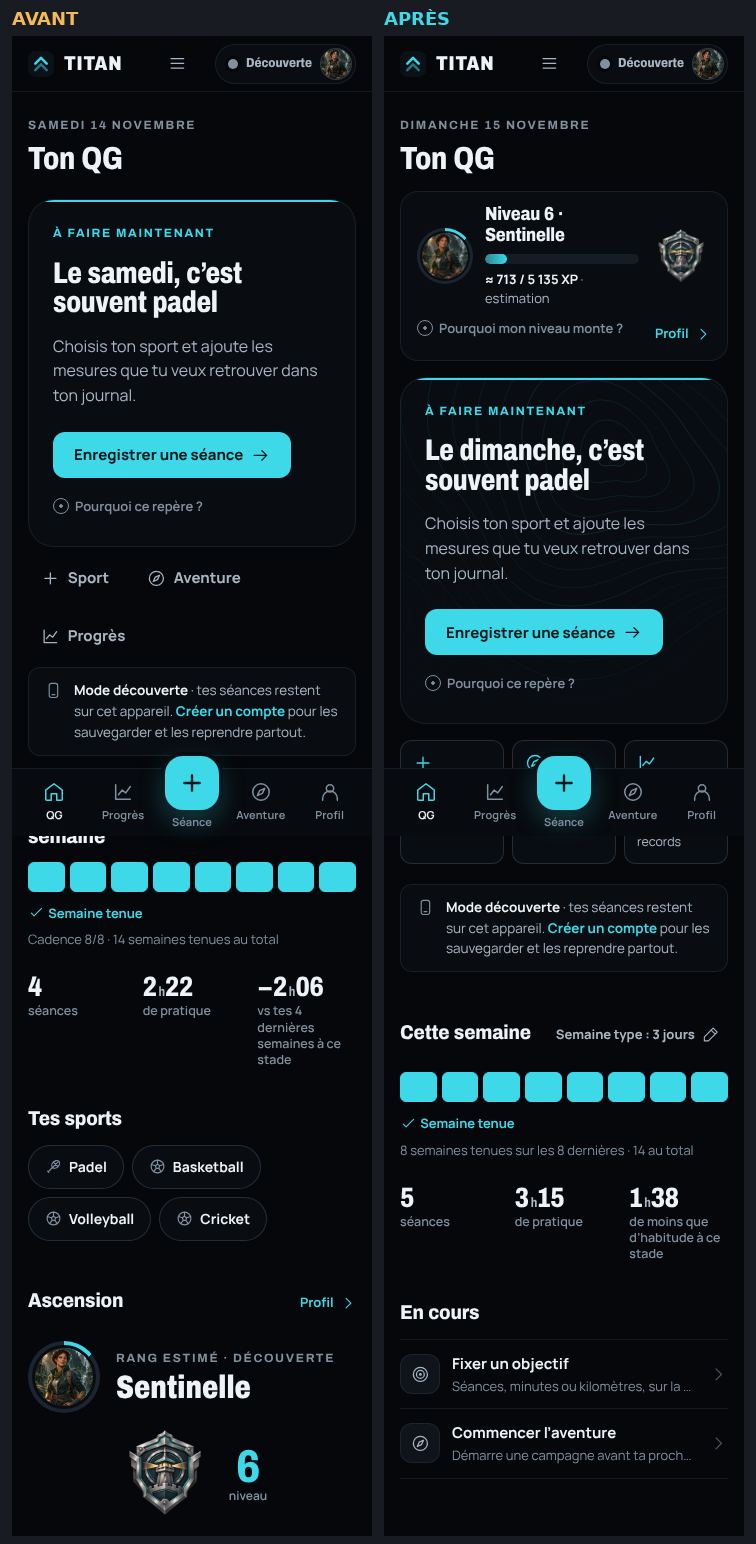 AVANT
TITAN
Découverte
SAMEDI 14 NOVEMBRE
Ton QG
À FAIRE MAINTENANT
Le samedi, c’est
souvent padel
Choisis ton sport et ajoute les
mesures que tu veux retrouver dans
ton journal.
Enregistrer une séance
Pourquoi ce repère ?
Sport
Aventure
Progrès
Mode découverte · tes séances restent
sur cet appareil. Créer un compte pour les
sauvegarder et les reprendre partout.
QG
Progrès
Séance
Aventure
Profil
semaine
Semaine tenue
Cadence 8/8 · 14 semaines tenues au total
4
séances
2h22
de pratique
−2h06
vs tes 4
dernières
semaines à ce
stade
Tes sports
Padel
Basketball
Volleyball
Cricket
Ascension
Profil
RANG ESTIMÉ · DÉCOUVERTE
Sentinelle
6
niveau
APRÈS
TITAN
Découverte
DIMANCHE 15 NOVEMBRE
Ton QG
Niveau 6 ·
Sentinelle
≈ 713 / 5 135 XP ·
estimation
Pourquoi mon niveau monte ?
Profil
À FAIRE MAINTENANT
Le dimanche, c’est
souvent padel
Choisis ton sport et ajoute les
mesures que tu veux retrouver dans
ton journal.
Enregistrer une séance
Pourquoi ce repère ?
QG
Progrès
Séance
Aventure
Profil
records
Mode découverte · tes séances restent
sur cet appareil. Créer un compte pour les
sauvegarder et les reprendre partout.
Cette semaine
Semaine type : 3 jours
Semaine tenue
8 semaines tenues sur les 8 dernières · 14 au total
5
séances
3h15
de pratique
1h38
de moins que
d’habitude à ce
stade
En cours
Fixer un objectif
Séances, minutes ou kilomètres, sur la ...
Commencer l’aventure
Démarre une campagne avant ta proch...